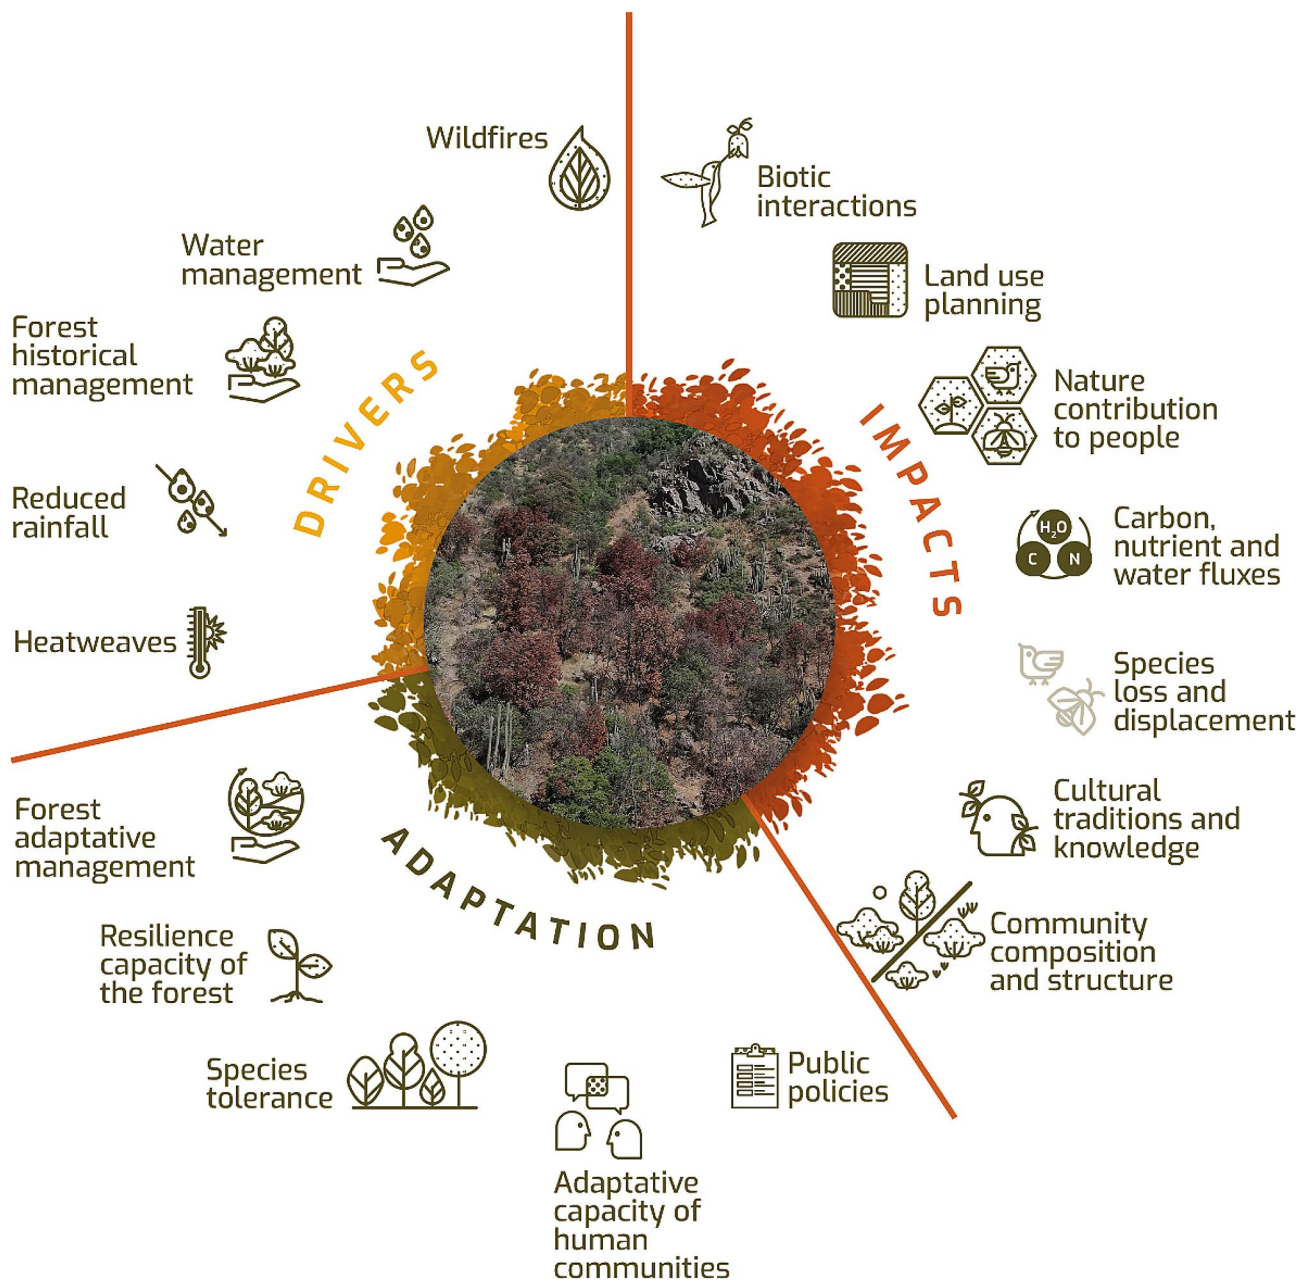 Wildfires
Water
management
Forest
historical
management
Reduced
rainfall
Heatweaves
DRIVERS
Biotic
interactions
Land use
planning
Nature
contribution
to people
H₂O
C N
Carbon,
nutrient and
water fluxes
Species
loss and
displacement
Cultural
traditions and
knowledge
Community
composition
and structure
IMPACTS
Forest
adaptative
management
Resilience
capacity of
the forest
Species
tolerance
Adaptative
capacity of
human
communities
Public
policies
ADAPTATION